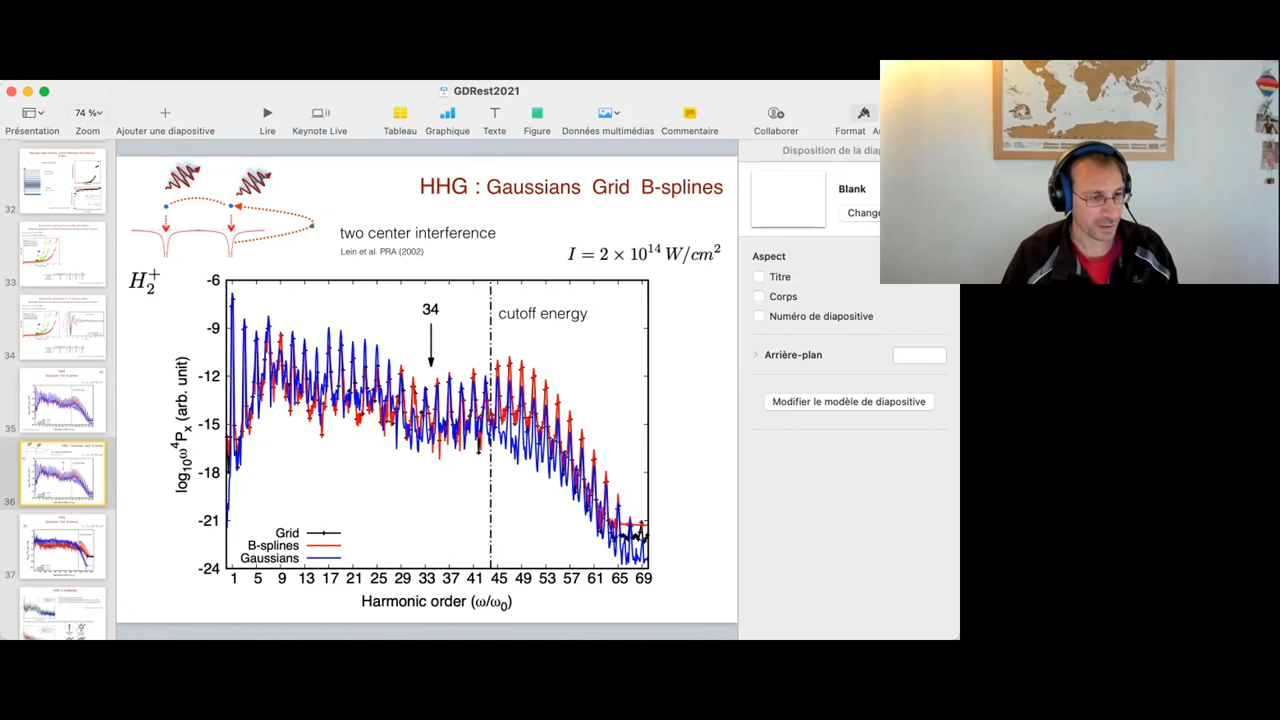 GDRest2021
74 %
Présentation
Zoom
Ajouter une diapositive
Lire
Keynote Live
Tableau
Graphique
Texte
Figure
Données multimédias
Commentaire
Collaborer
Format
Disposition de la diap
32
33
34
35
36
37
HHG : Gaussians Grid B-splines
two center interference
Lein et al. PRA (2002)
I = 2 × 10^14 W/cm^2
H_2^+
-6
-9
-12
-15
-18
-21
-24
log10 ω^4 Px (arb. unit)
34
cutoff energy
Grid
B-splines
Gaussians
1 5 9 13 17 21 25 29 33 37 41 45 49 53 57 61 65 69
Harmonic order (ω/ω0)
Blank
Change
Aspect
Titre
Corps
Numéro de diapositive
Arrière-plan
Modifier le modèle de diapositive